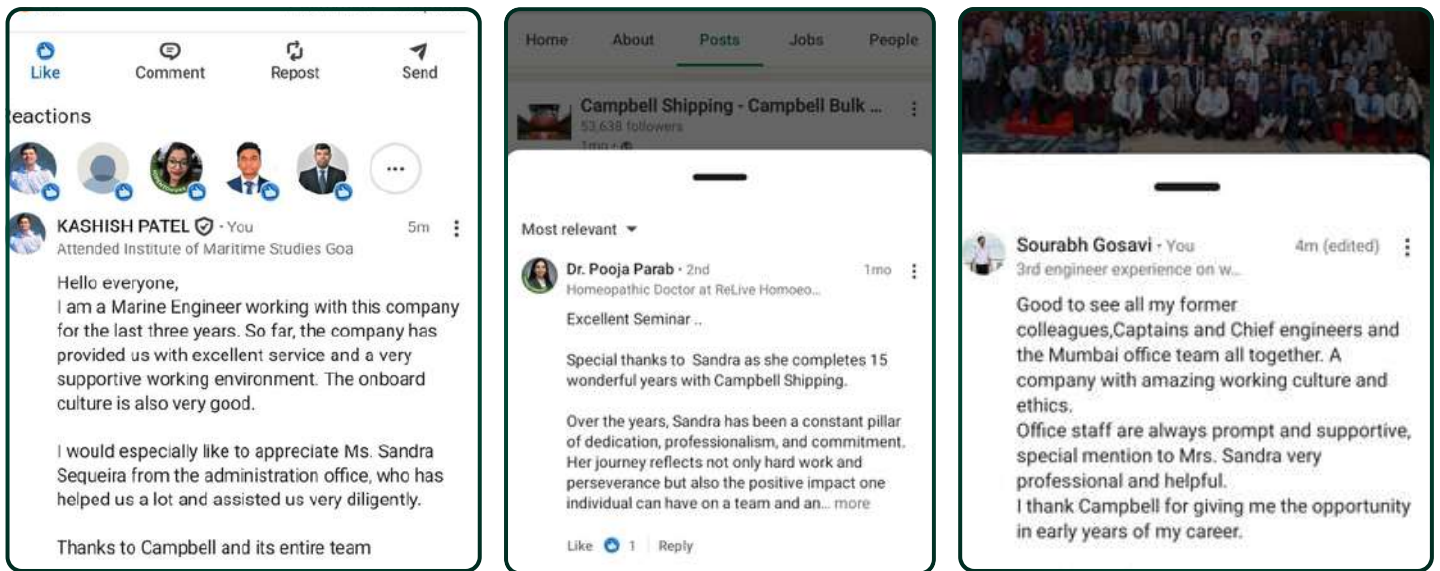 Like
Comment
Repost
Send
eactions
KASHISH PATEL · You
5m
Attended Institute of Maritime Studies Goa
Hello everyone,
I am a Marine Engineer working with this company
for the last three years. So far, the company has
provided us with excellent service and a very
supportive working environment. The onboard
culture is also very good.
I would especially like to appreciate Ms. Sandra
Sequeira from the administration office, who has
helped us a lot and assisted us very diligently.
Thanks to Campbell and its entire team
Home
About
Posts
Jobs
People
Campbell Shipping - Campbell Bulk ...
53,638 followers
1mo
Most relevant
Dr. Pooja Parab · 2nd
1mo
Homeopathic Doctor at ReLive Homoeo...
Excellent Seminar ..
Special thanks to Sandra as she completes 15
wonderful years with Campbell Shipping.
Over the years, Sandra has been a constant pillar
of dedication, professionalism, and commitment.
Her journey reflects not only hard work and
perseverance but also the positive impact one
individual can have on a team and an... more
Like 1 Reply
Sourabh Gosavi · You
4m (edited)
3rd engineer experience on w...
Good to see all my former
colleagues,Captains and Chief engineers and
the Mumbai office team all together. A
company with amazing working culture and
ethics.
Office staff are always prompt and supportive,
special mention to Mrs. Sandra very
professional and helpful.
I thank Campbell for giving me the opportunity
in early years of my career.